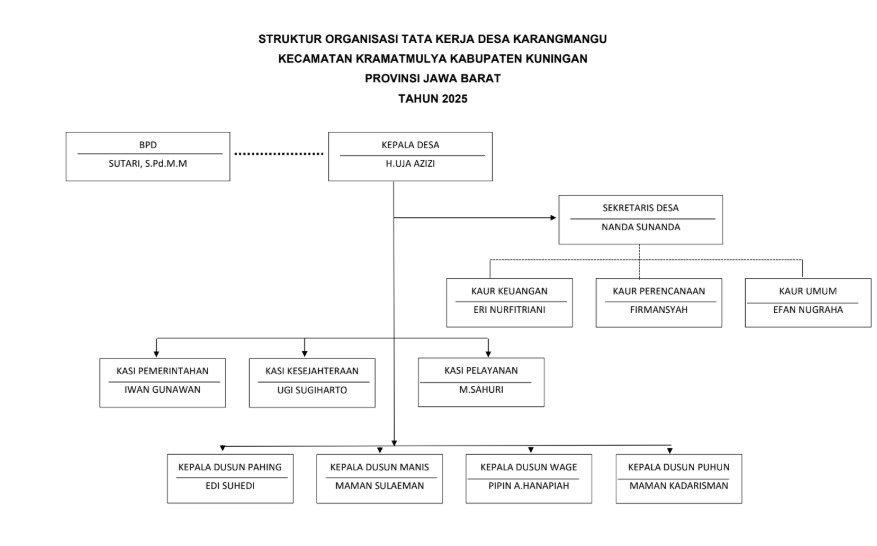 STRUKTUR ORGANISASI TATA KERJA DESA KARANGMANGU
KECAMATAN KRAMATMULYA KABUPATEN KUNINGAN
PROVINSI JAWA BARAT
TAHUN 2025
BPD
SUTARI, S.Pd.M.M
KEPALA DESA
H.UJA AZIZI
SEKRETARIS DESA
NANDA SUNANDA
KAUR KEUANGAN
ERI NURFITRIANI
KAUR PERENCANAAN
FIRMANSYAH
KAUR UMUM
EFAN NUGRAHA
KASI PEMERINTAHAN
IWAN GUNAWAN
KASI KESEJAHTERAAN
UGI SUGIHARTO
KASI PELAYANAN
M.SAHURI
KEPALA DUSUN PAHING
EDI SUHEDI
KEPALA DUSUN MANIS
MAMAN SULAEMAN
KEPALA DUSUN WAGE
PIPIN A.HANAPIAH
KEPALA DUSUN PUHUN
MAMAN KADARISMAN